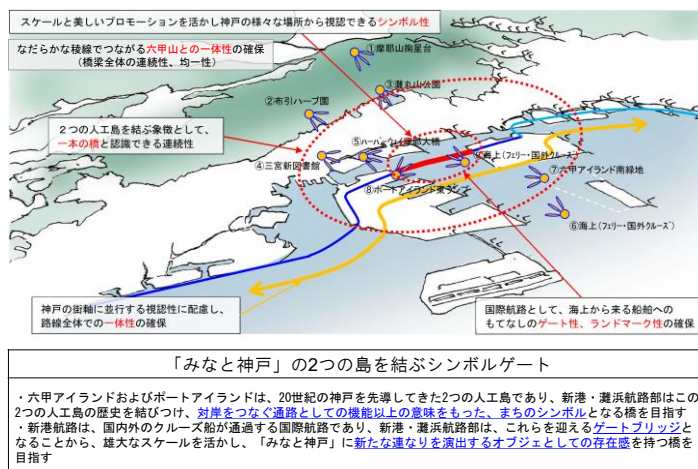 スケールと美しいプロモーションを活かし神戸の様々な場所から視認できるシンボル性
なだらかな稜線でつながる六甲山との一体性の確保
(橋梁全体の連続性、均一性)
①摩耶山掬星台
③灘丸山公園
②布引ハーブ園
2つの人工島を結ぶ象徴として、
一本の橋と認識できる連続性
⑤ハーバーウェイ
大橋
④三宮新図書館
海上(フェリー・国外クルーズ)
⑦六甲アイランド南緑地
⑧ポートアイランド東ランプ
⑥海上(フェリー・国外クルーズ)
神戸の街軸に並行する視認性に配慮し、
路線全体での一体性の確保
国際航路として、海上から来る船舶への
もてなしのゲート性、ランドマーク性の確保
「みなと神戸」の2つの島を結ぶシンボルゲート
・六甲アイランドおよびポートアイランドは、20世紀の神戸を先導してきた2つの人工島であり、新港・灘浜航路部はこの
2つの人工島の歴史を結びつけ、対岸をつなぐ通路としての機能以上の意味をもった、まちのシンボルとなる橋を目指す
・新港航路は、国内外のクルーズ船が通過する国際航路であり、新港・灘浜航路部は、これらを迎えるゲートブリッジと
なることから、雄大なスケールを活かし、「みなと神戸」に新たな連なりを演出するオブジェとしての存在感を持つ橋を
目指す